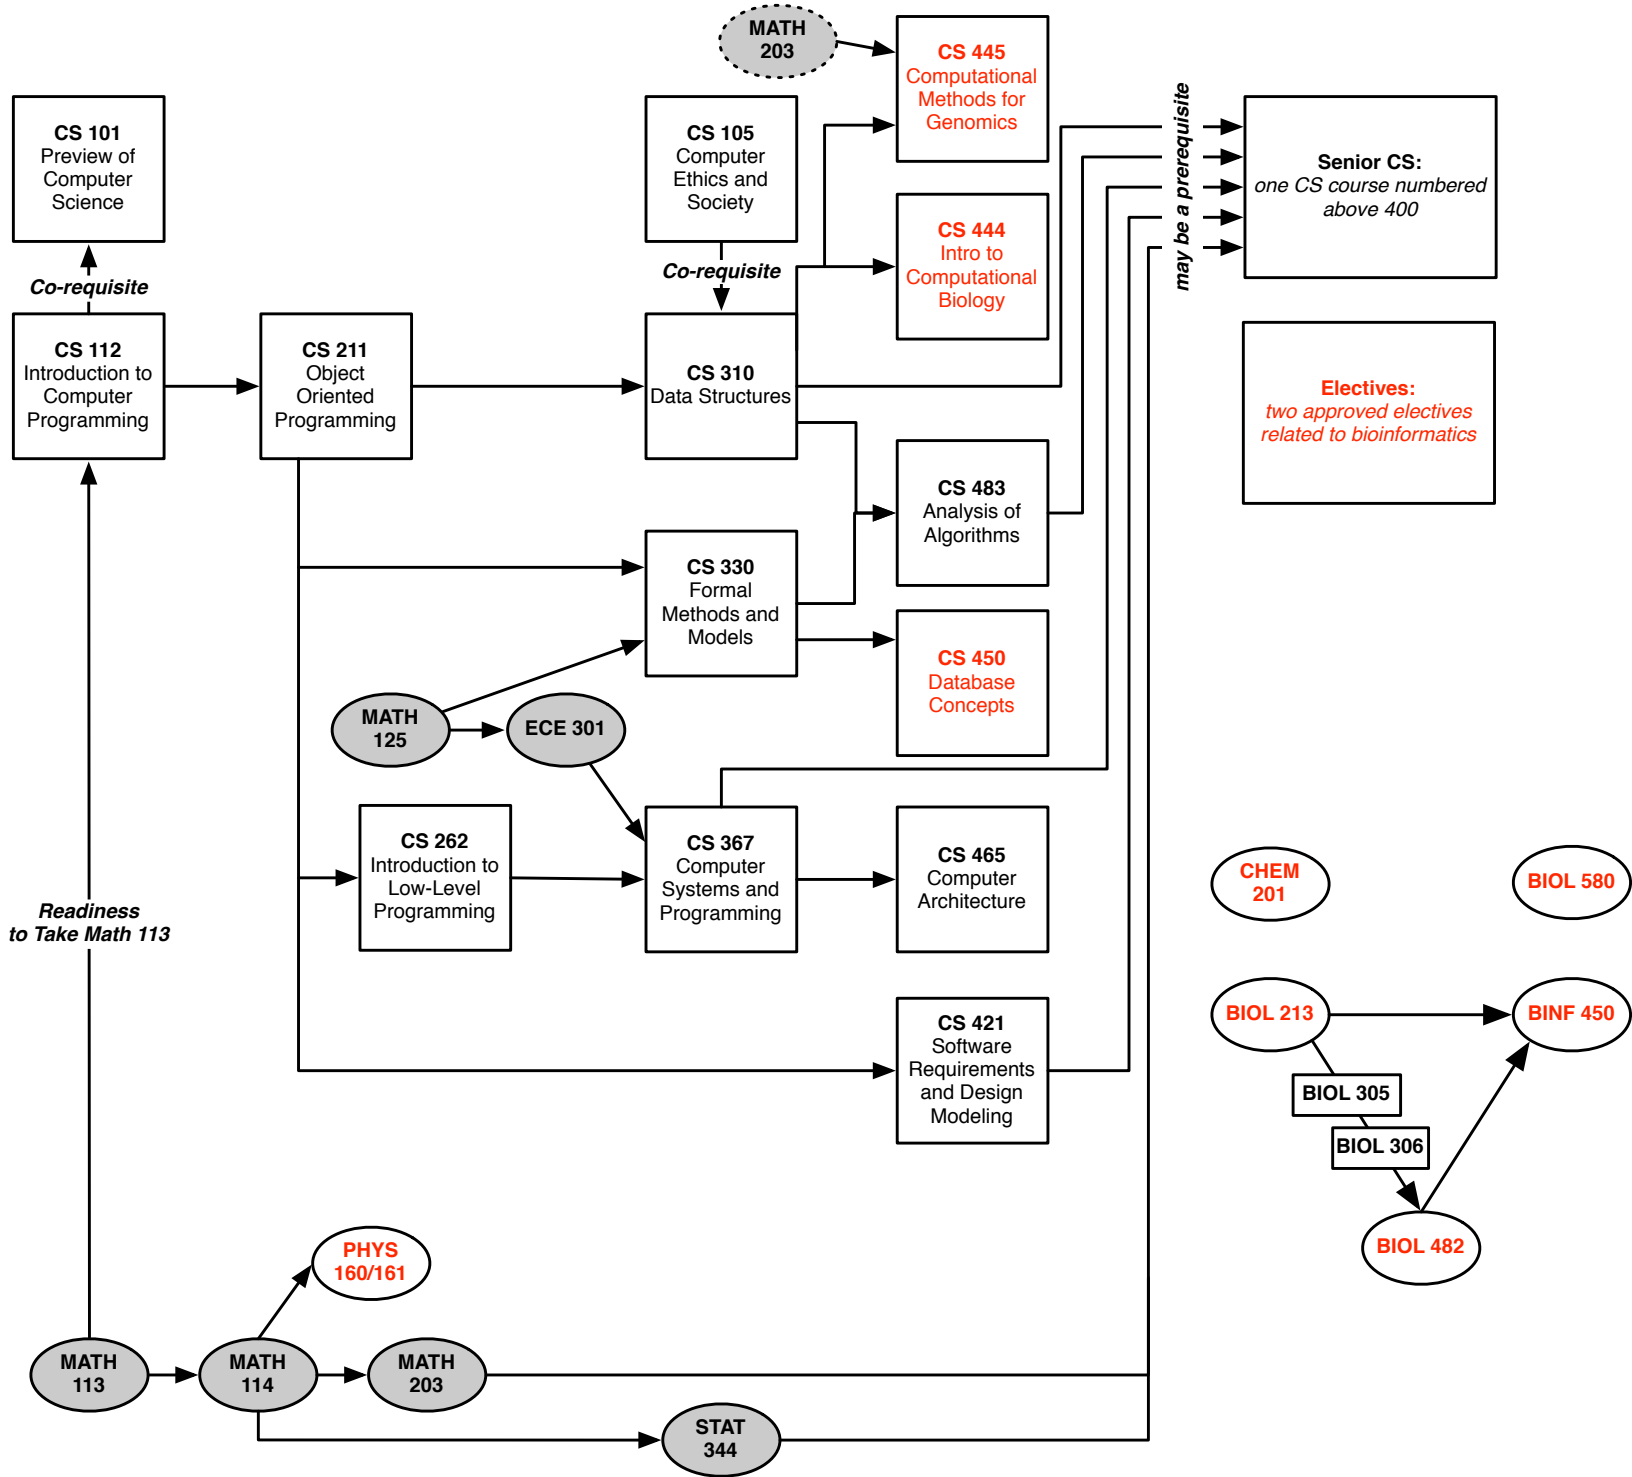 MATH
203
CS 445
Computational
Methods for
Genomics
may be a prerequisite
CS 101
Preview of
Computer
Science
CS 105
Computer
Ethics and
Society
Senior CS:
one CS course numbered
above 400
CS 444
Intro to
Computational
Biology
Co-requisite
Co-requisite
CS 112
Introduction to
Computer
Programming
CS 211
Object
Oriented
Programming
CS 310
Data Structures
Electives:
two approved electives
related to bioinformatics
CS 483
Analysis of
Algorithms
CS 330
Formal
Methods and
Models
CS 450
Database
Concepts
MATH
125
ECE 301
CS 262
Introduction to
Low-Level
Programming
CS 367
Computer
Systems and
Programming
CS 465
Computer
Architecture
CHEM
201
BIOL 580
Readiness
to Take Math 113
BIOL 213
BINF 450
CS 421
Software
Requirements
and Design
Modeling
BIOL 305
BIOL 306
BIOL 482
PHYS
160/161
MATH
113
MATH
114
MATH
203
STAT
344